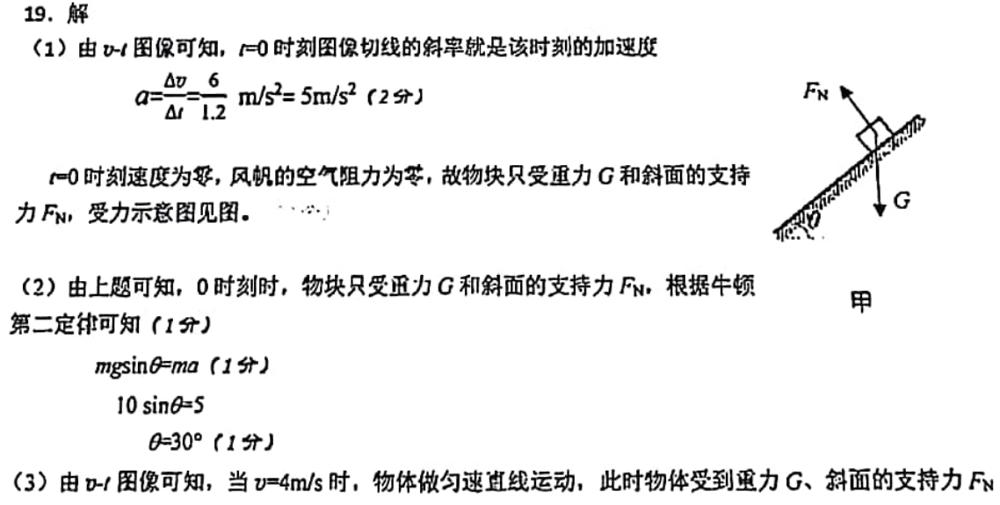 19. 解
(1) 由 v-t 图像可知, t=0 时刻图像切线的斜率就是该时刻的加速度
a=Δv/Δt=6/1.2 m/s²= 5m/s² (2分)
F_N
t=0 时刻速度为零, 风帆的空气阻力为零, 故物块只受重力 G 和斜面的支持
力 F_N, 受力示意图见图。
G
θ
(2) 由上题可知, 0 时刻时, 物块只受重力 G 和斜面的支持力 F_N, 根据牛顿
甲
第二定律可知 (1分)
mgsinθ=ma (1分)
10 sinθ=5
θ=30° (1分)
(3) 由 v-t 图像可知, 当 v=4m/s 时, 物体做匀速直线运动, 此时物体受到重力 G、斜面的支持力 F_N